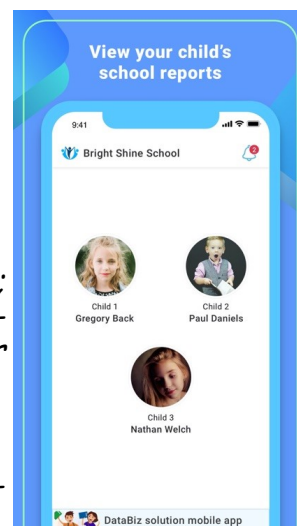 View your child's
school reports
9:41
Bright Shine School
2
Child 1
Gregory Back
Child 2
Paul Daniels
Child 3
Nathan Welch
DataBiz solution mobile app